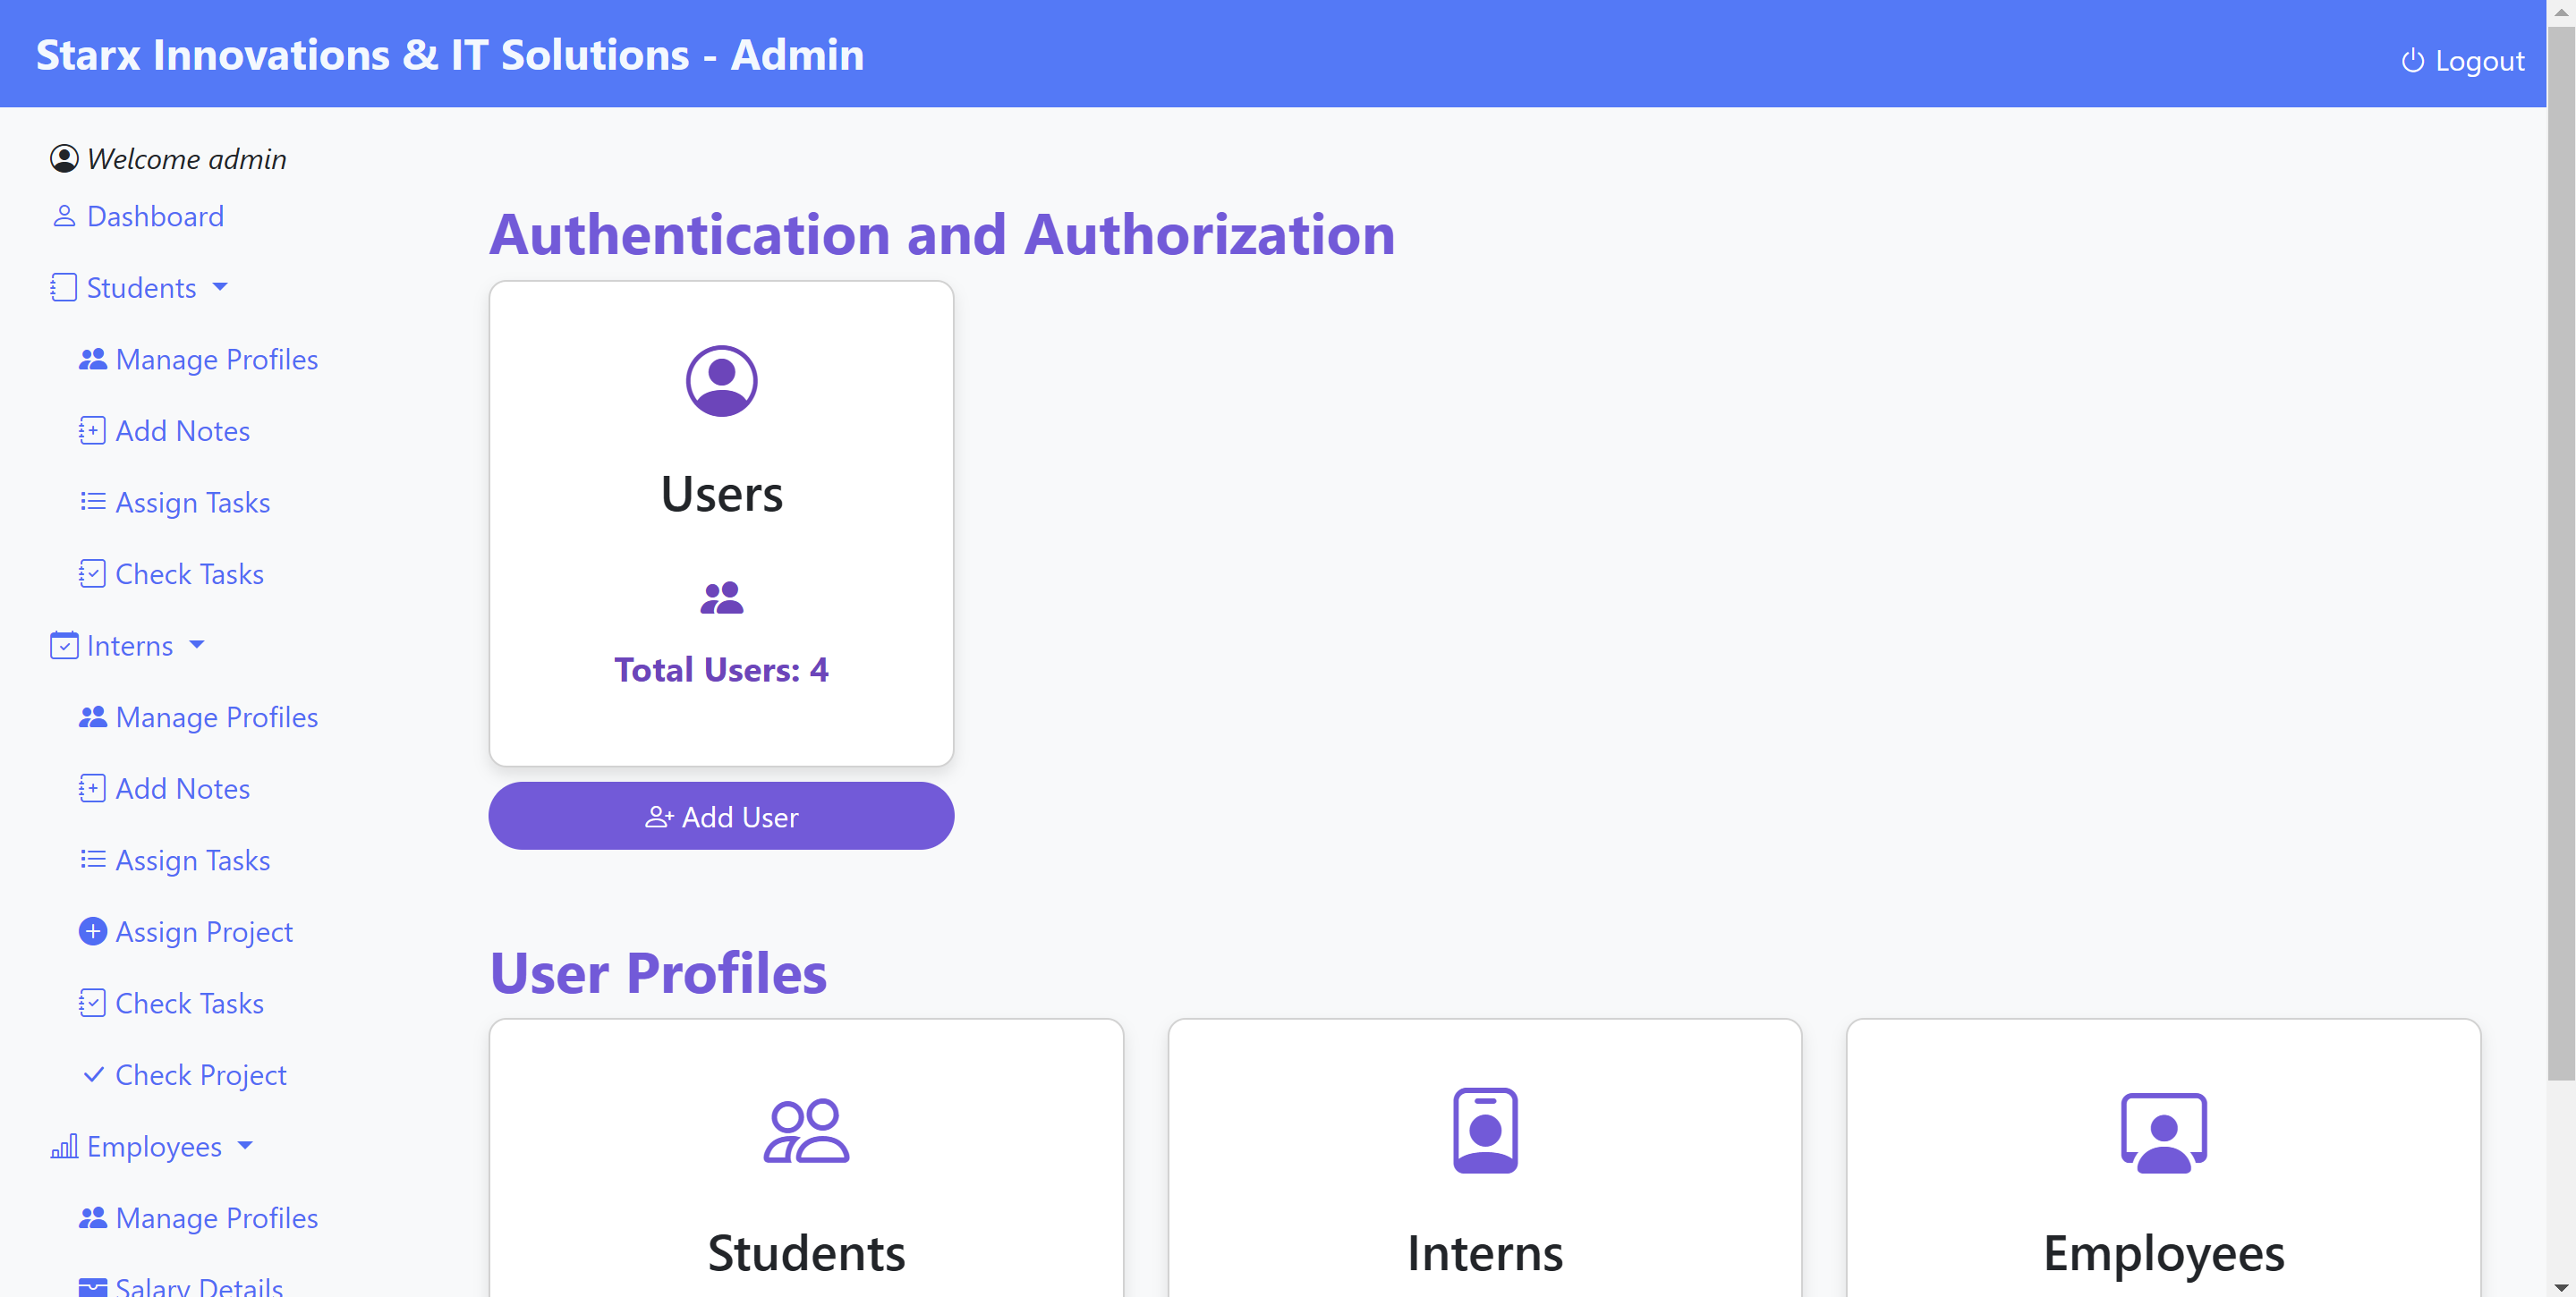 Starx Innovations & IT Solutions - Admin
Logout
Welcome admin
Dashboard
Students
Manage Profiles
Add Notes
Assign Tasks
Check Tasks
Interns
Manage Profiles
Add Notes
Assign Tasks
Assign Project
Check Tasks
Check Project
Employees
Manage Profiles
Salary Details
Authentication and Authorization
Users
Total Users: 4
Add User
User Profiles
Students
Interns
Employees